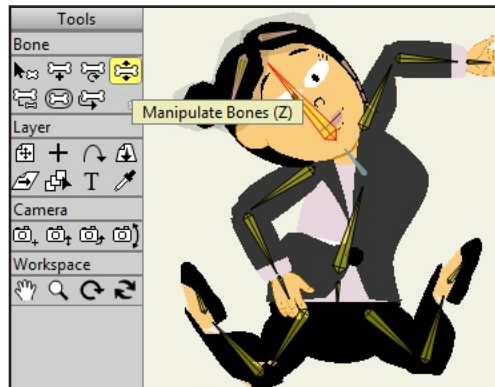 Tools
Bone
Manipulate Bones (Z)
Layer
T
Camera
Workspace